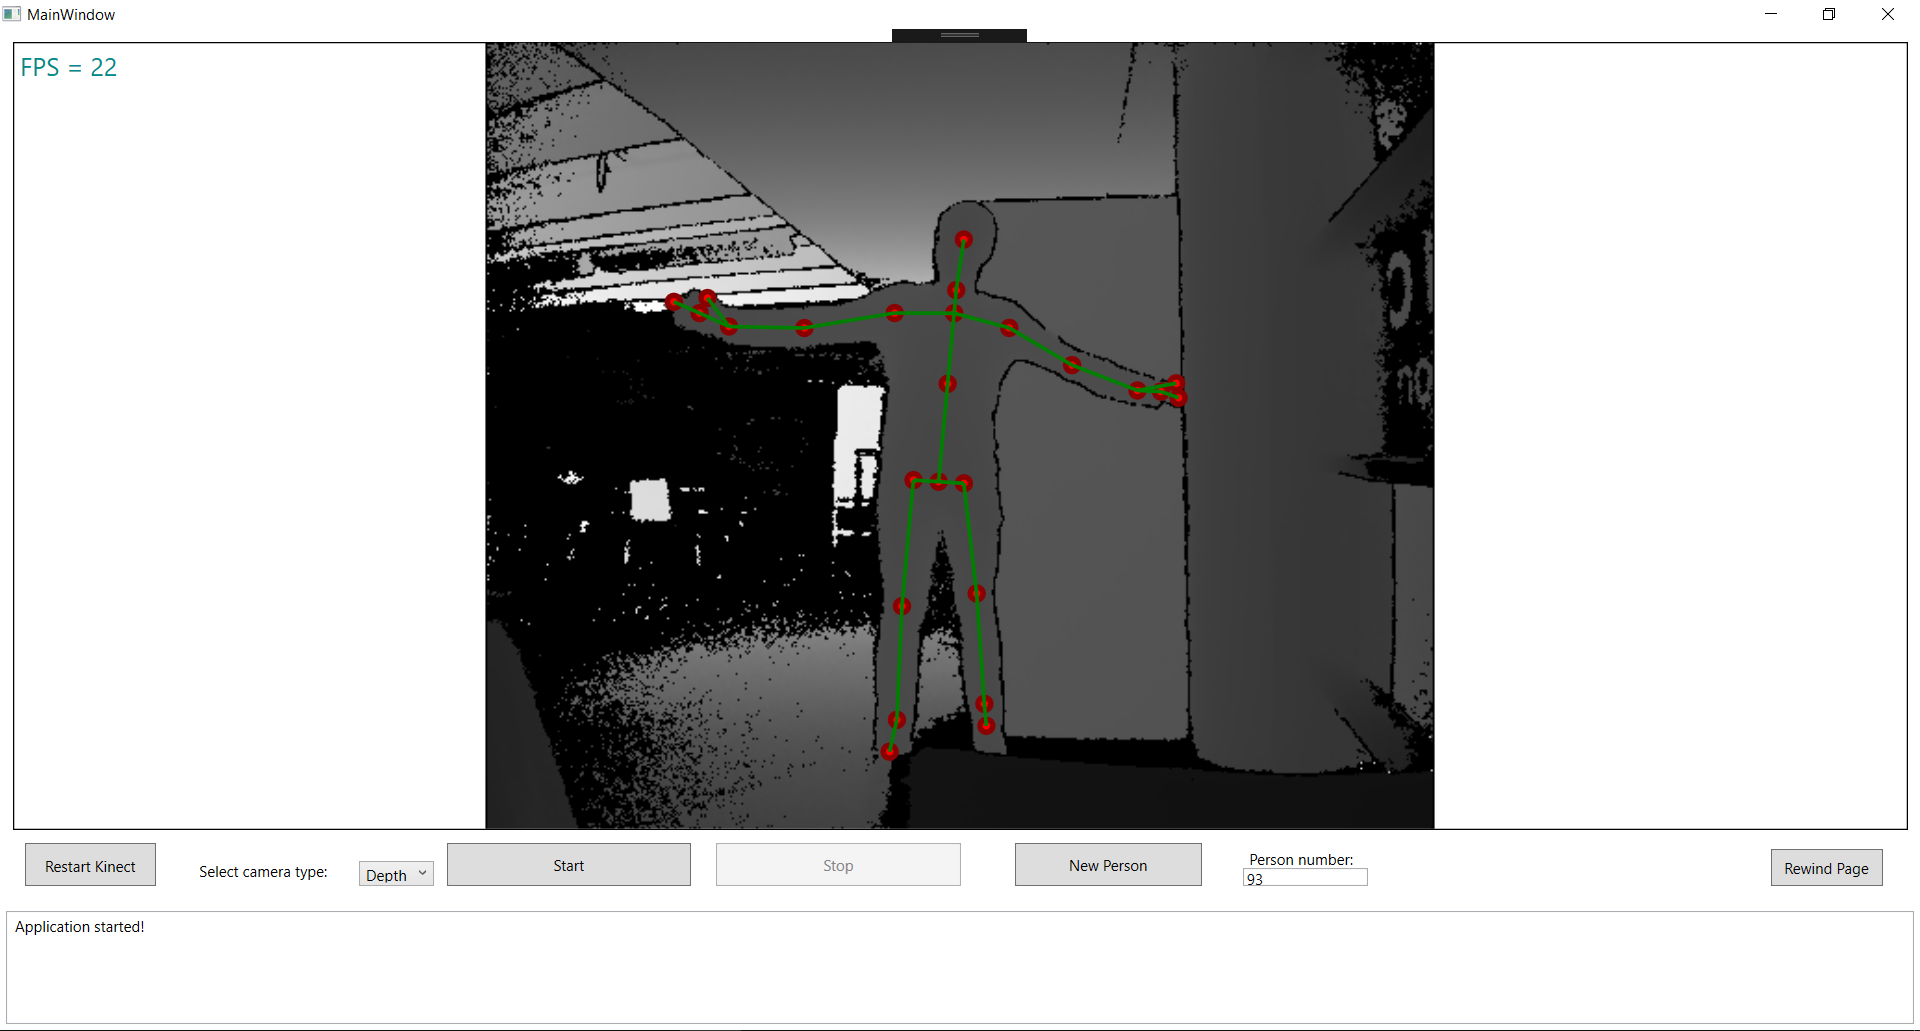 MainWindow
FPS = 22
Restart Kinect
Select camera type:
Depth
Start
Stop
New Person
Person number:
93
Rewind Page
Application started!